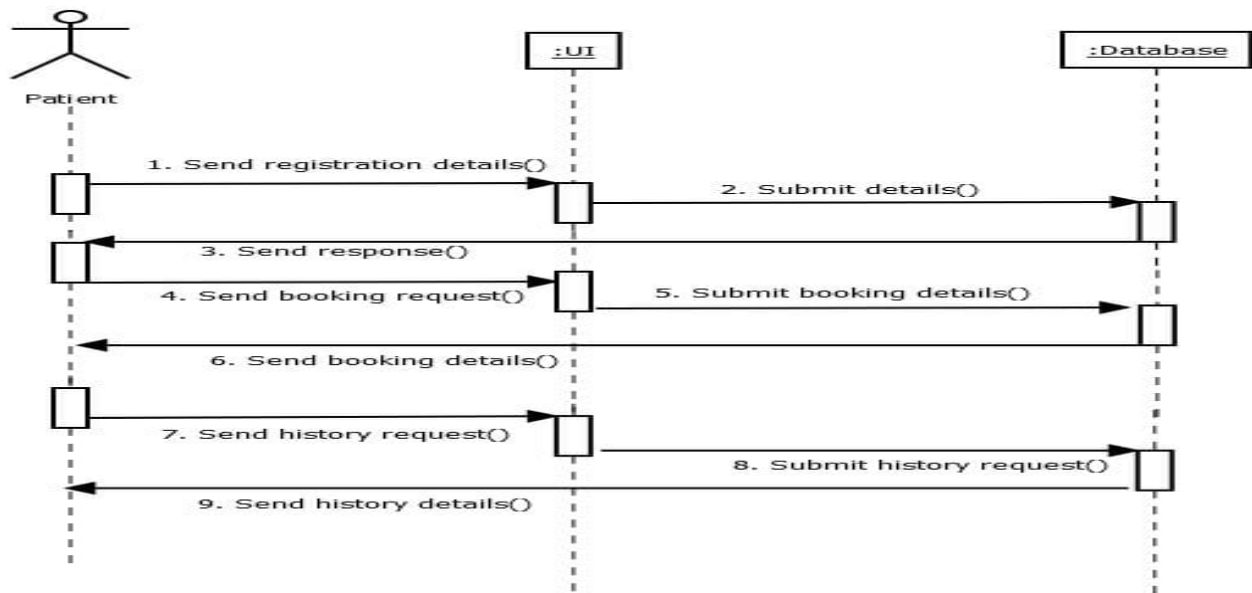 :UI
:Database
Patient
1. Send registration details()
2. Submit details()
3. Send response()
4. Send booking request()
5. Submit booking details()
6. Send booking details()
7. Send history request()
8. Submit history request()
9. Send history details()